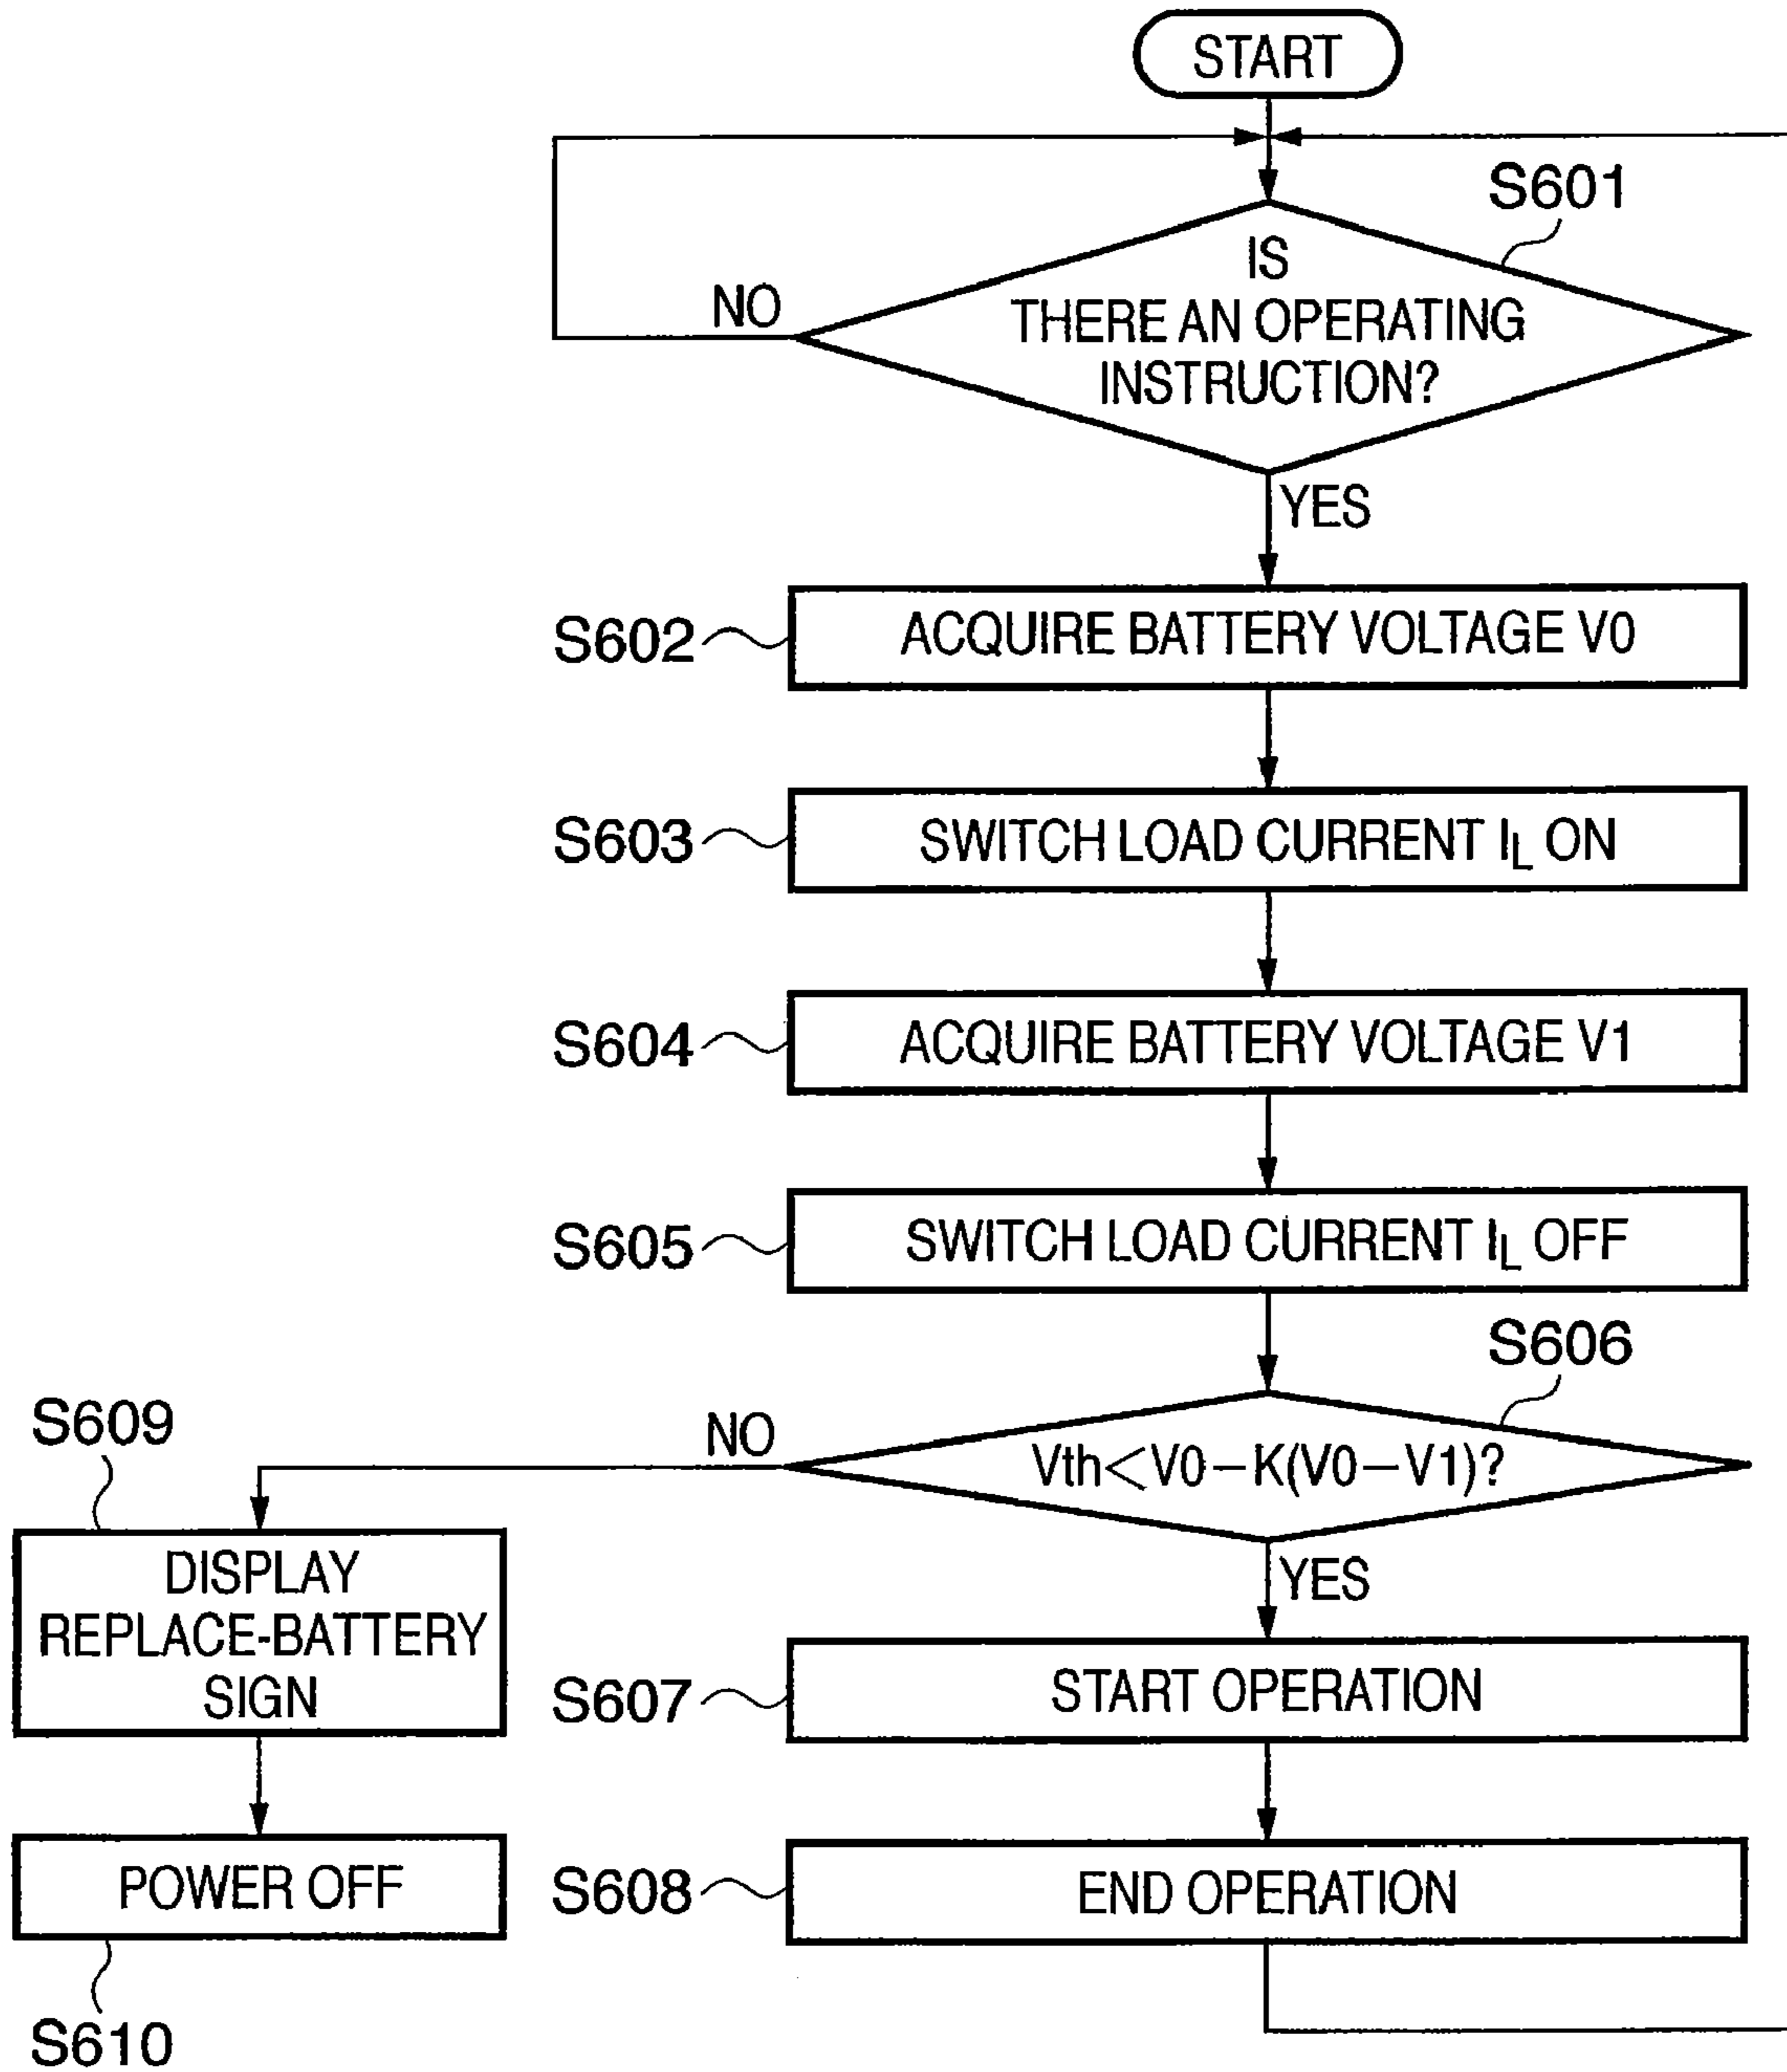 START
S601
IS
THERE AN OPERATING
INSTRUCTION?
NO
YES
S602
ACQUIRE BATTERY VOLTAGE V0
S603
SWITCH LOAD CURRENT I_L ON
S604
ACQUIRE BATTERY VOLTAGE V1
S605
SWITCH LOAD CURRENT I_L OFF
S606
Vth<V0-K(V0-V1)?
NO
YES
S609
DISPLAY
REPLACE-BATTERY
SIGN
S607
START OPERATION
POWER OFF
S610
S608
END OPERATION